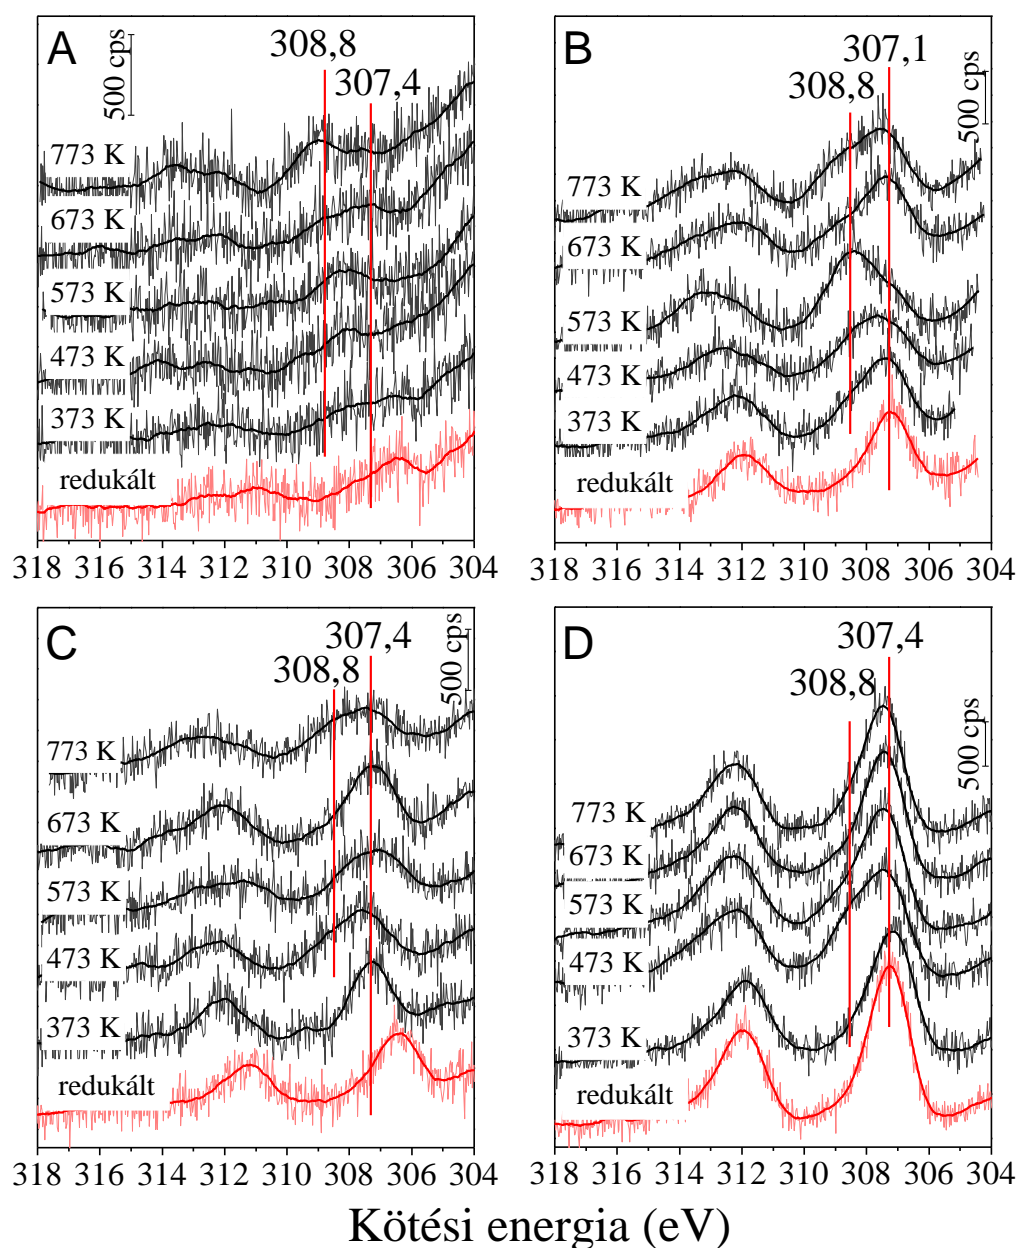 A
500 cps
308,8
307,4
773 K
673 K
573 K
473 K
373 K
redukált
318 316 314 312 310 308 306 304
B
307,1
308,8
500 cps
773 K
673 K
573 K
473 K
373 K
redukált
318 316 314 312 310 308 306 304
C
307,4
308,8
500 cps
773 K
673 K
573 K
473 K
373 K
redukált
318 316 314 312 310 308 306 304
D
307,4
308,8
500 cps
773 K
673 K
573 K
473 K
373 K
redukált
318 316 314 312 310 308 306 304
Kötési energia (eV)